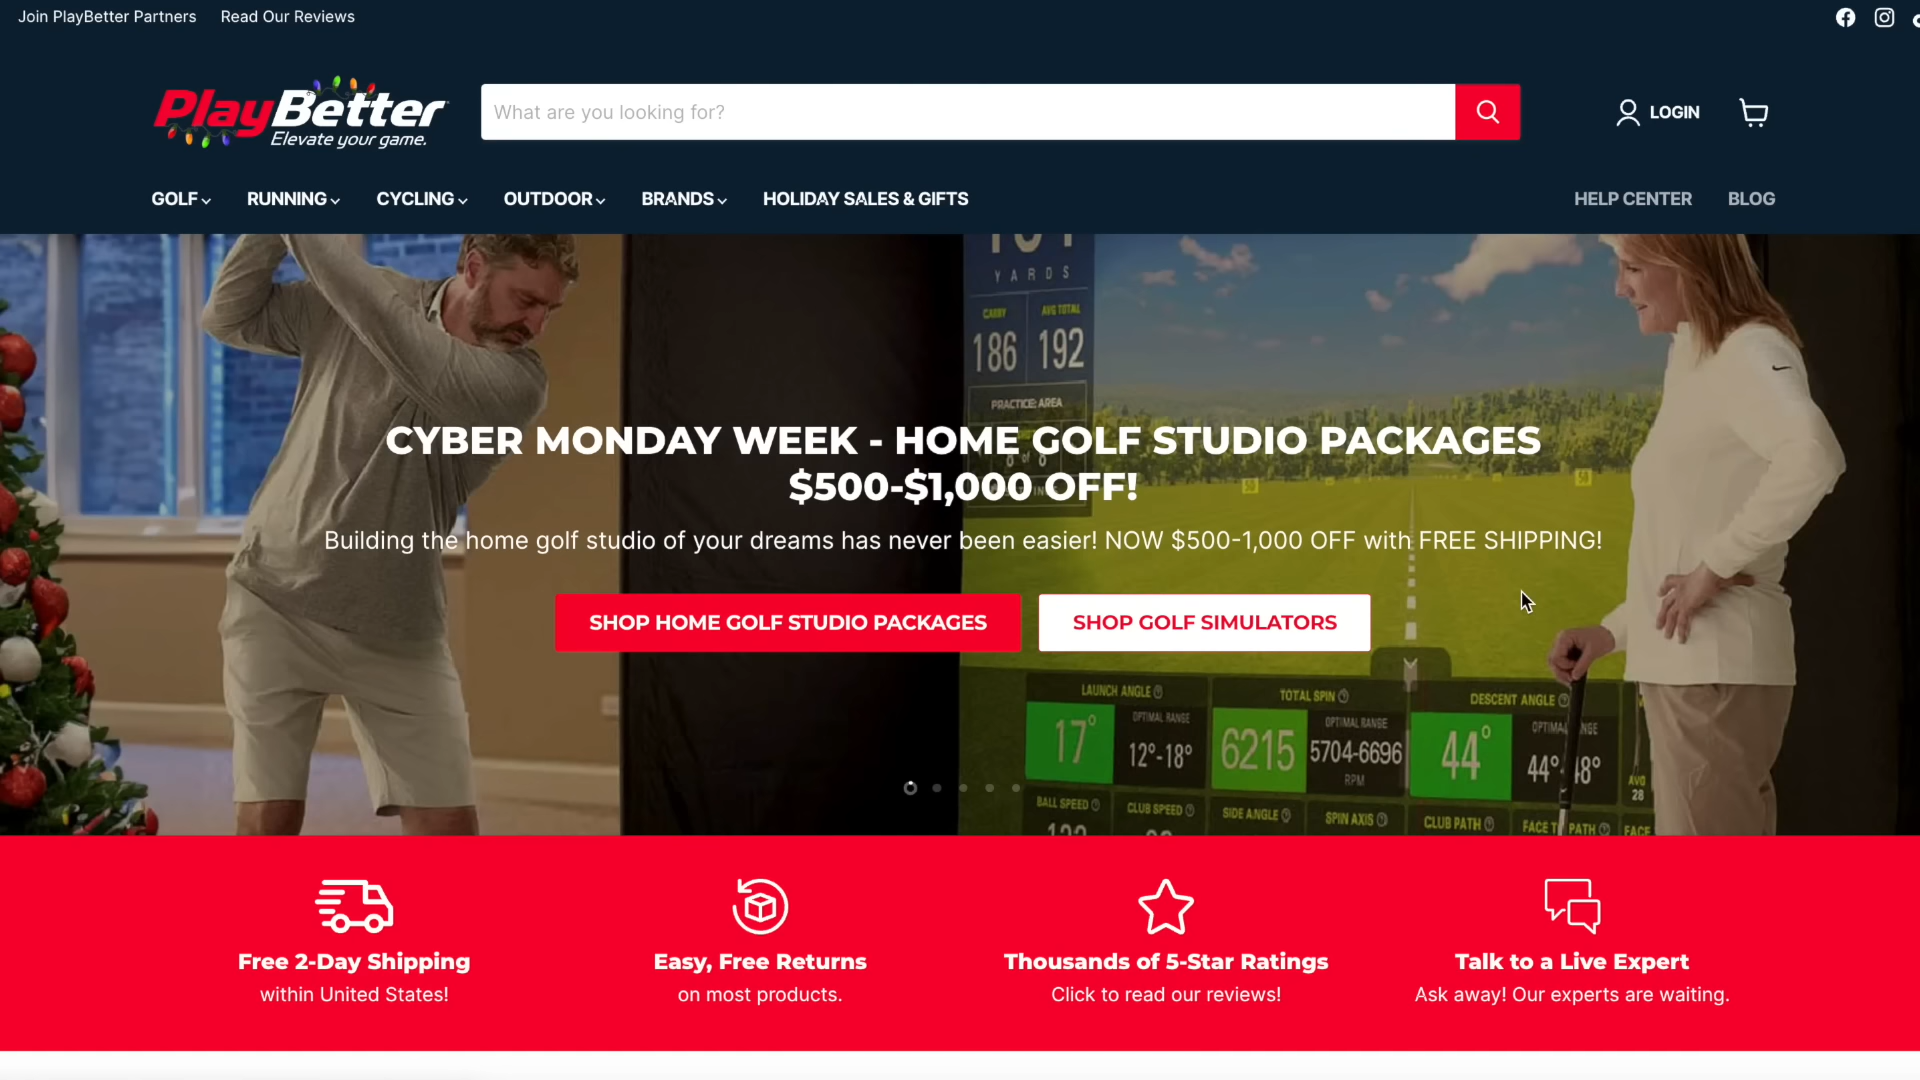 Join PlayBetter Partners Read Our Reviews
PlayBetter
Elevate your game.
What are you looking for?
LOGIN
GOLF RUNNING CYCLING OUTDOOR BRANDS HOLIDAY SALES & GIFTS HELP CENTER BLOG
YARDS
CARRY AVG TOTAL
186 192
PRACTICE AREA
CYBER MONDAY WEEK - HOME GOLF STUDIO PACKAGES
$500-$1,000 OFF!
Building the home golf studio of your dreams has never been easier! NOW $500-1,000 OFF with FREE SHIPPING!
SHOP HOME GOLF STUDIO PACKAGES SHOP GOLF SIMULATORS
LAUNCH ANGLE TOTAL SPIN DESCENT ANGLE
OPTIMAL RANGE OPTIMAL RANGE
17° 12°-18° 6215 5704-6696 44°
RPM
AVG
28
BALL SPEED CLUB SPEED SIDE ANGLE SPIN AXIS CLUB PATH FACE
Free 2-Day Shipping
within United States!
Easy, Free Returns
on most products.
Thousands of 5-Star Ratings
Click to read our reviews!
Talk to a Live Expert
Ask away! Our experts are waiting.